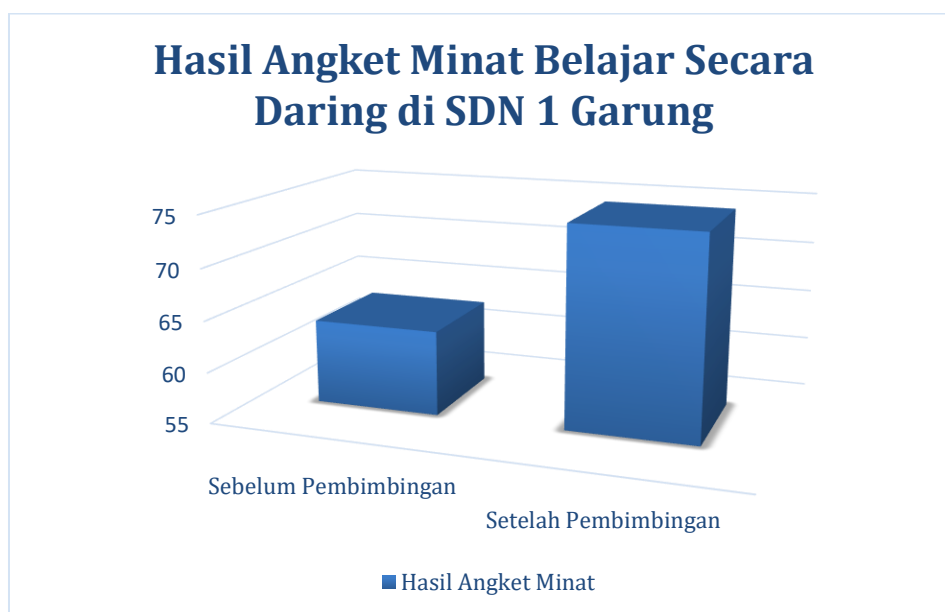 Hasil Angket Minat Belajar Secara
Daring di SDN 1 Garung
75
70
65
60
55
Sebelum Pembimbingan
Setelah Pembimbingan
Hasil Angket Minat